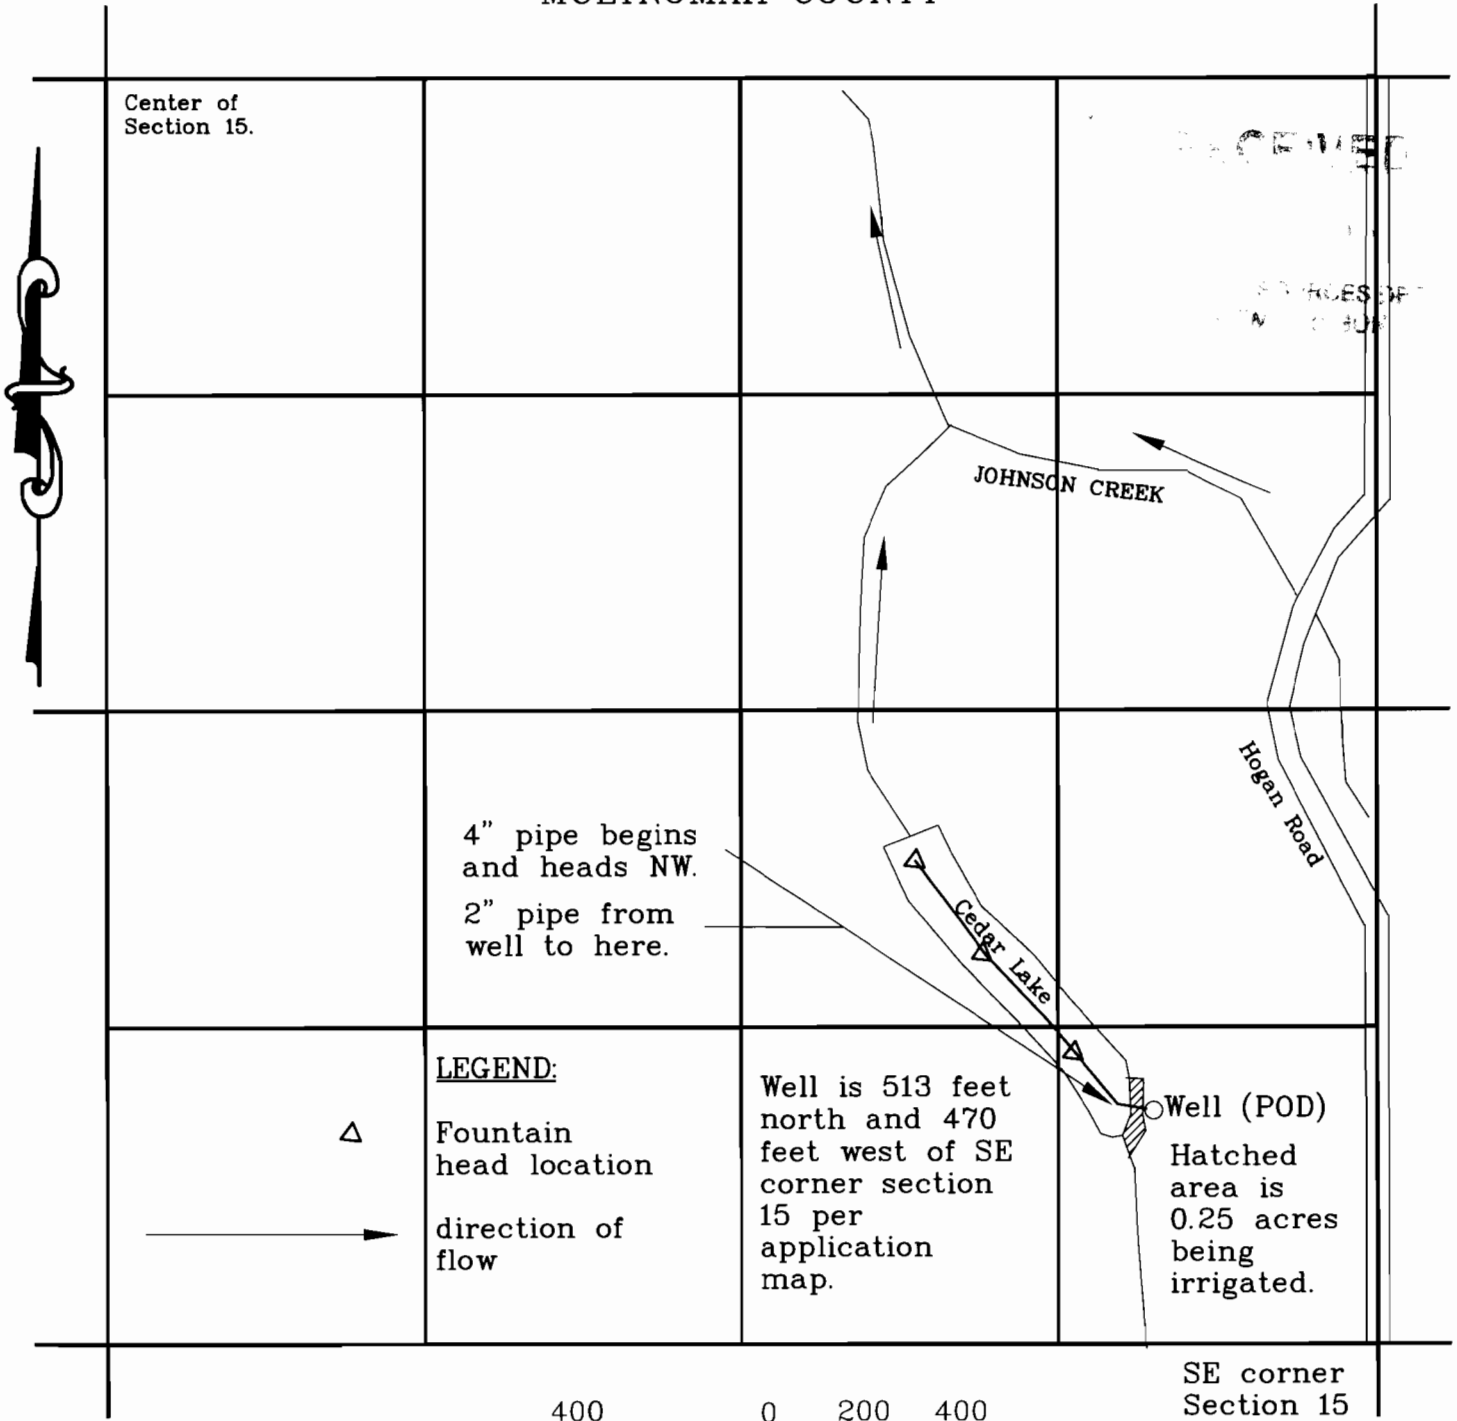 MULTNOMAH COUNTY
Center of
Section 15.
RECEIVED
JOHNSON CREEK
Hogan Road
4" pipe begins
and heads NW.
2" pipe from
well to here.
Cedar Lake
LEGEND:
Fountain
head location
direction of
flow
Well is 513 feet
north and 470
feet west of SE
corner section
15 per
application
map.
Well (POD)
Hatched
area is
0.25 acres
being
irrigated.
SE corner
Section 15
400 0 200 400